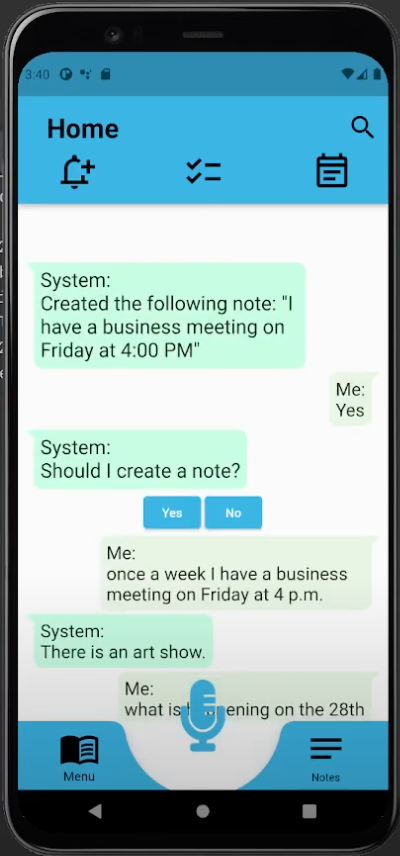 3:40
Home
System:
Created the following note: "I
have a business meeting on
Friday at 4:00 PM"
Me:
Yes
System:
Should I create a note?
Yes
No
Me:
once a week I have a business
meeting on Friday at 4 p.m.
System:
There is an art show.
Me:
what is on the 28th
Menu
Notes